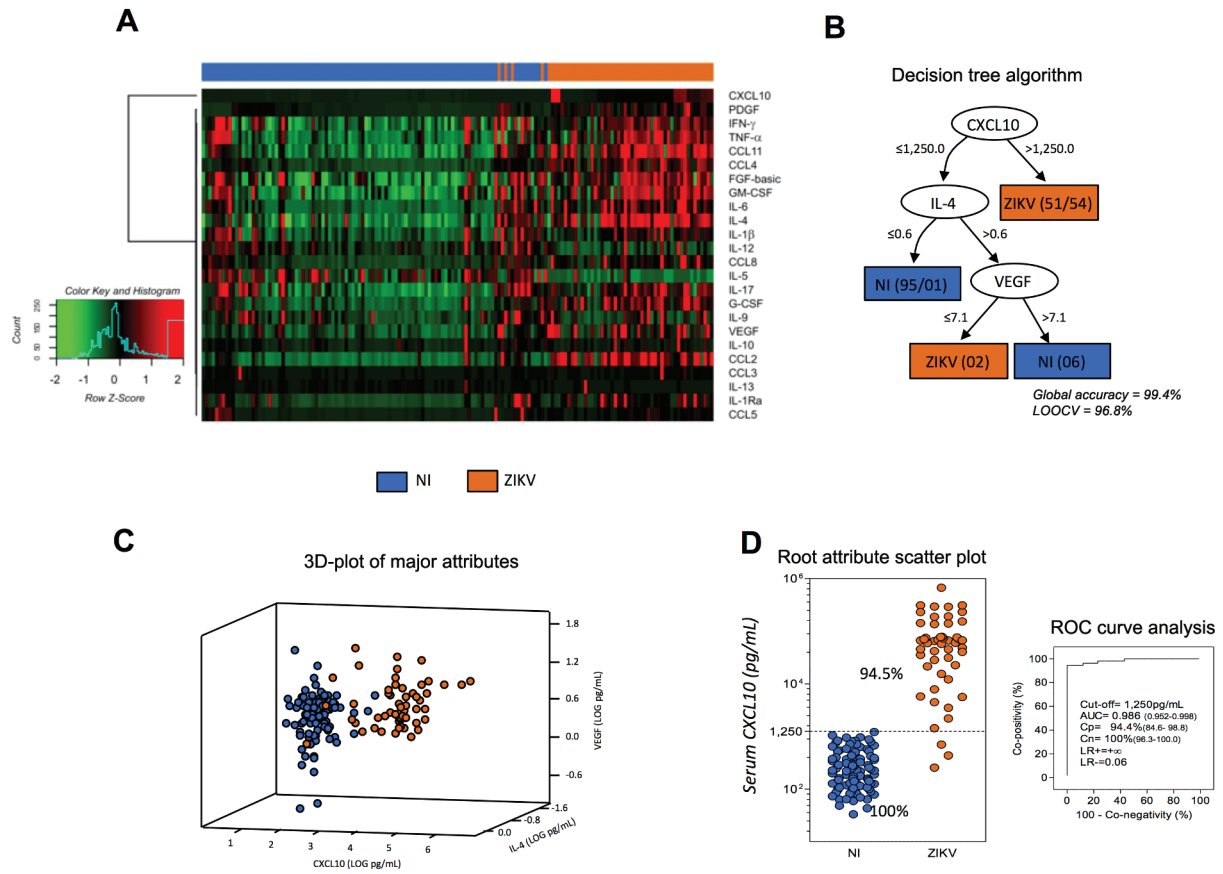 A
CXCL10
PDGF
IFN-γ
TNF-α
CCL11
CCL4
FGF-basic
GM-CSF
IL-6
IL-4
IL-1β
IL-12
CCL8
IL-5
IL-17
G-CSF
IL-9
VEGF
IL-10
CCL2
CCL3
IL-13
IL-1Ra
CCL5
Color Key and Histogram
Count
0 50 150 250
-2 -1 0 1 2
Row Z-Score
NI
ZIKV
B
Decision tree algorithm
CXCL10
≤1,250.0
>1,250.0
IL-4
ZIKV (51/54)
≤0.6
>0.6
NI (95/01)
VEGF
≤7.1
>7.1
ZIKV (02)
NI (06)
Global accuracy = 99.4%
LOOCV = 96.8%
C
3D-plot of major attributes
1.8
1.2
0.6
0.0
-0.6
VEGF (LOG pg/mL)
-1.6
-0.8
0.0
IL-4 (LOG pg/mL)
1 2 3 4 5 6
CXCL10 (LOG pg/mL)
D
Root attribute scatter plot
Serum CXCL10 (pg/mL)
10⁶
10⁴
1,250
10²
94.5%
100%
NI
ZIKV
ROC curve analysis
Co-positivity (%)
100
80
60
40
20
0
Cut-off= 1,250pg/mL
AUC= 0.986 (0.952-0.998)
Cp= 94.4% (84.6- 98.8)
Cn= 100% (96.3-100.0)
LR+=+∞
LR-=0.06
0 20 40 60 80 100
100 - Co-negativity (%)